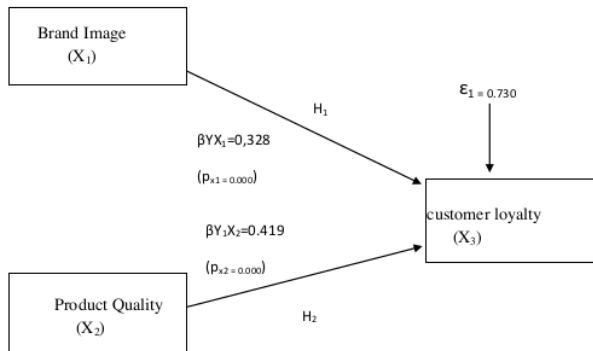 Brand Image
(X₁)
ε₁ = 0.730
H₁
βYX₁=0,328
(pₓ₁ = 0.000)
customer loyalty
(X₃)
βY₁X₂=0.419
(pₓ₂ = 0.000)
Product Quality
(X₂)
H₂